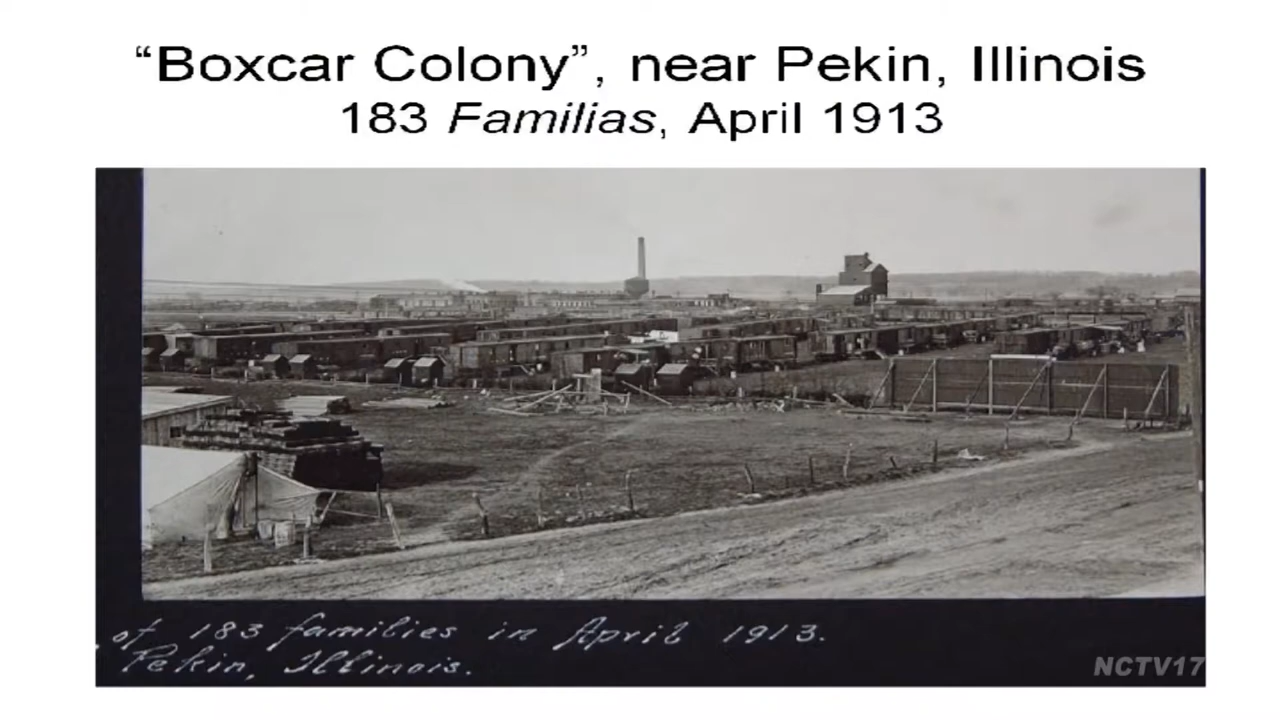 “Boxcar Colony”, near Pekin, Illinois
183 Familias, April 1913
of 183 families in April 1913.
Pekin, Illinois.
NCTV17